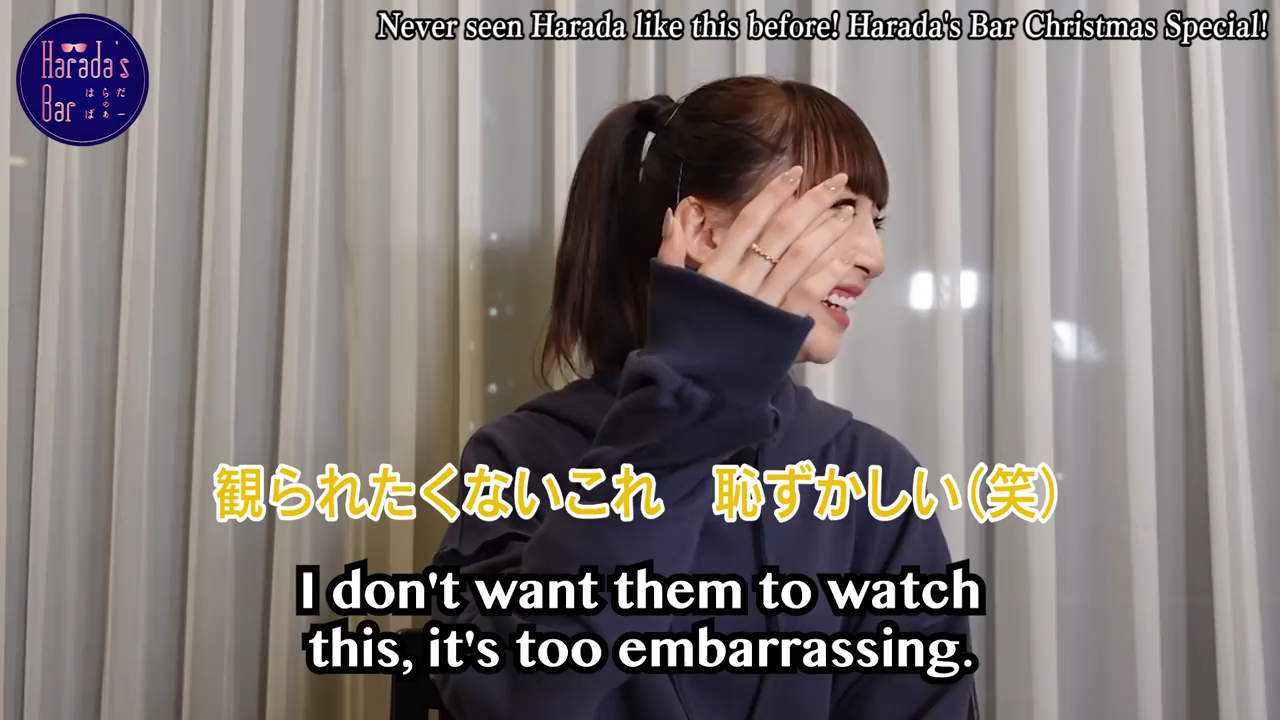 Never seen Harada like this before! Harada's Bar Christmas Special!
Harada's
Bar
はらだ
の
ばぁー
観られたくないこれ　恥ずかしい（笑）
I don't want them to watch
this, it's too embarrassing.